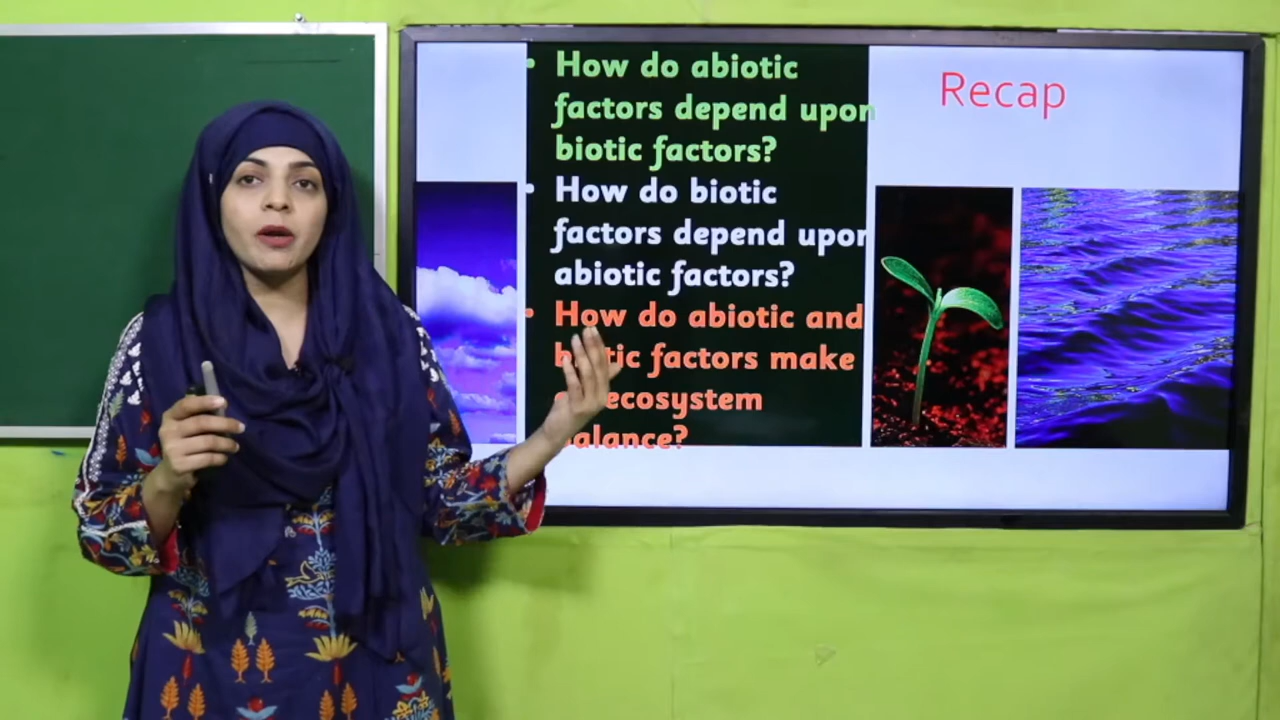 How do abiotic
factors depend upon
biotic factors?
How do biotic
factors depend upon
abiotic factors?
How do abiotic and
factors make
ecosystem
balance?
Recap